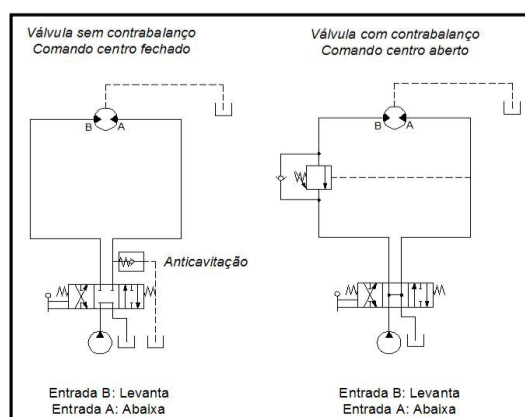 Válvula sem contrabalanço
Comando centro fechado
B
A
Anticavitação
Entrada B: Levanta
Entrada A: Abaixa
Válvula com contrabalanço
Comando centro aberto
B
A
Entrada B: Levanta
Entrada A: Abaixa